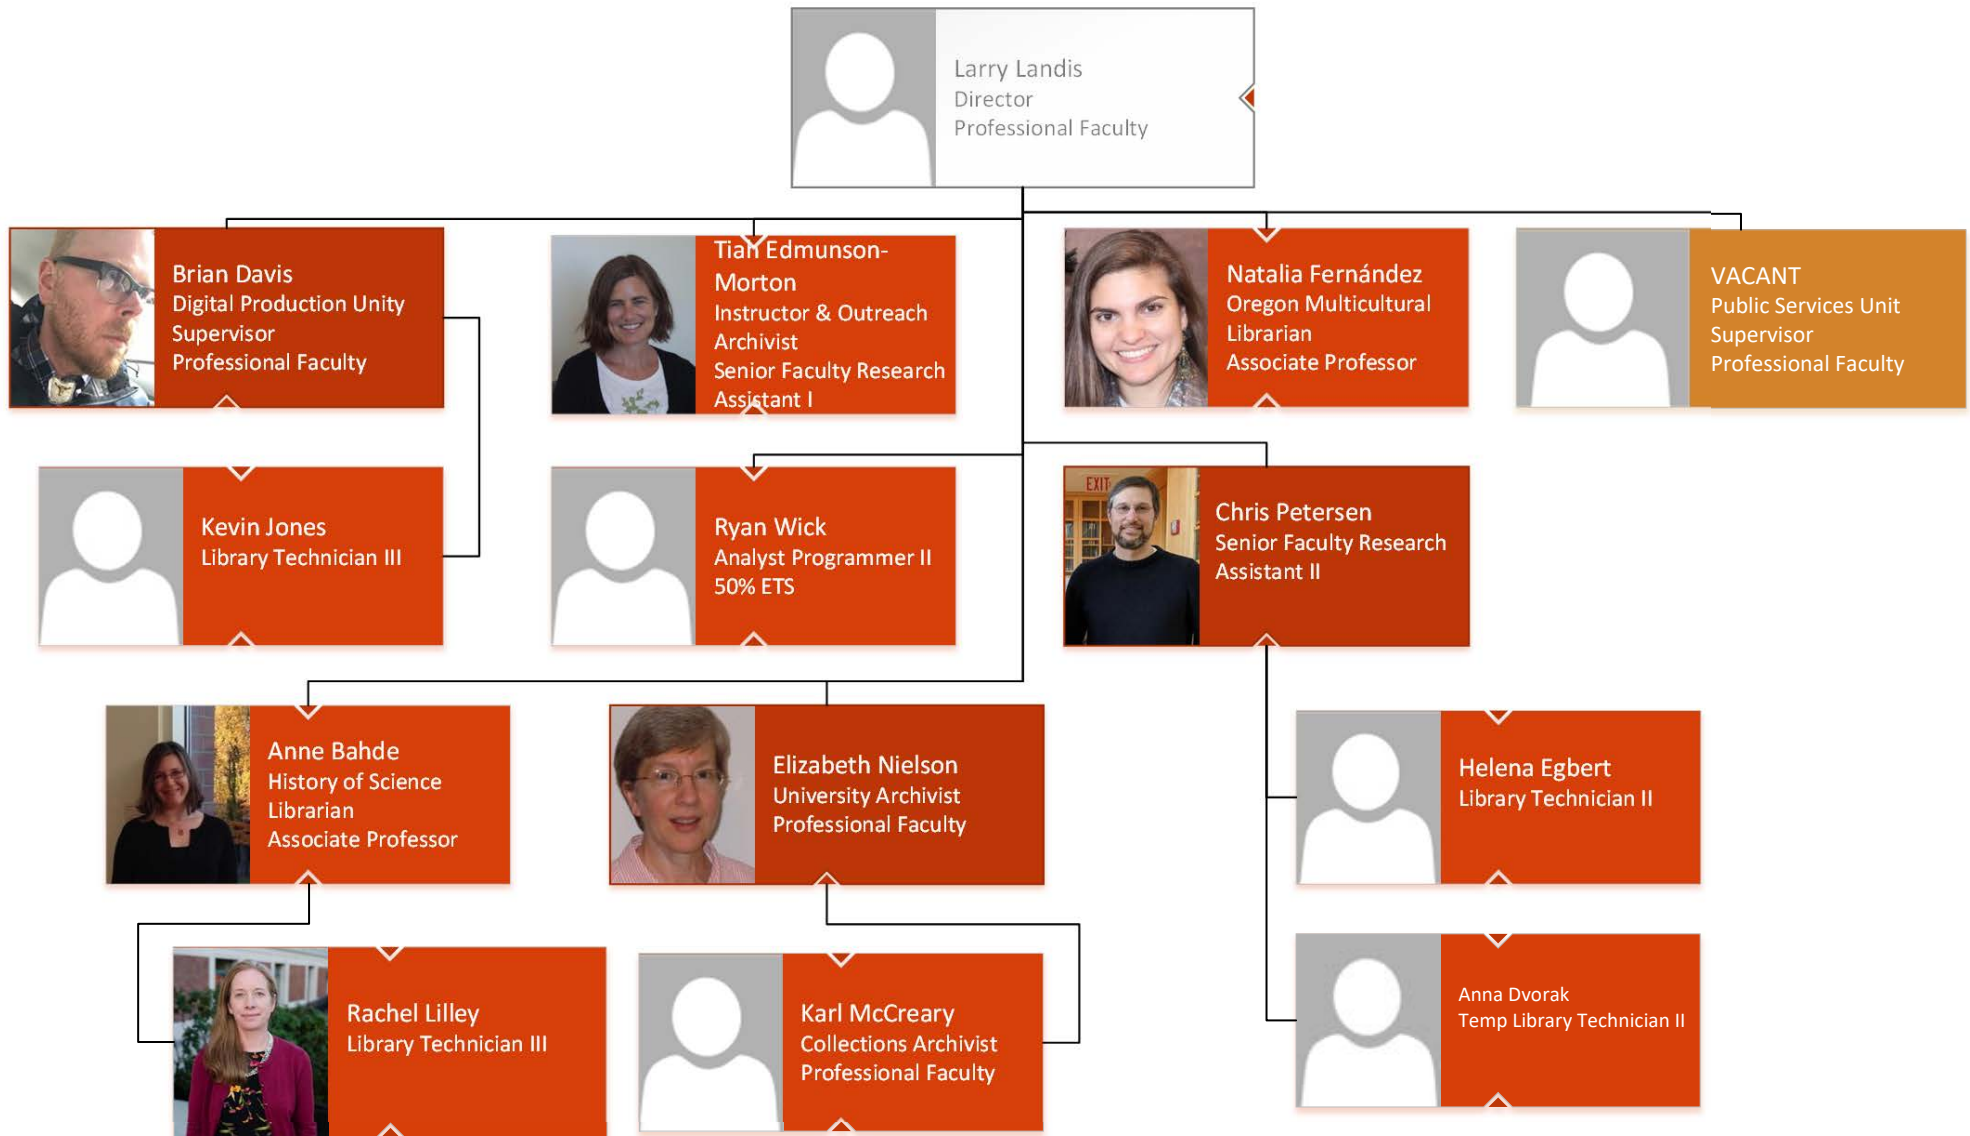 Larry Landis
Director
Professional Faculty
Brian Davis
Digital Production Unity
Supervisor
Professional Faculty
Tiah Edmunson-
Morton
Instructor & Outreach
Archivist
Senior Faculty Research
Assistant I
Natalia Fernández
Oregon Multicultural
Librarian
Associate Professor
VACANT
Public Services Unit
Supervisor
Professional Faculty
Kevin Jones
Library Technician III
Ryan Wick
Analyst Programmer II
50% ETS
EXIT
Chris Petersen
Senior Faculty Research
Assistant II
Anne Bahde
History of Science
Librarian
Associate Professor
Elizabeth Nielson
University Archivist
Professional Faculty
Helena Egbert
Library Technician II
Rachel Lilley
Library Technician III
Karl McCreary
Collections Archivist
Professional Faculty
Anna Dvorak
Temp Library Technician II